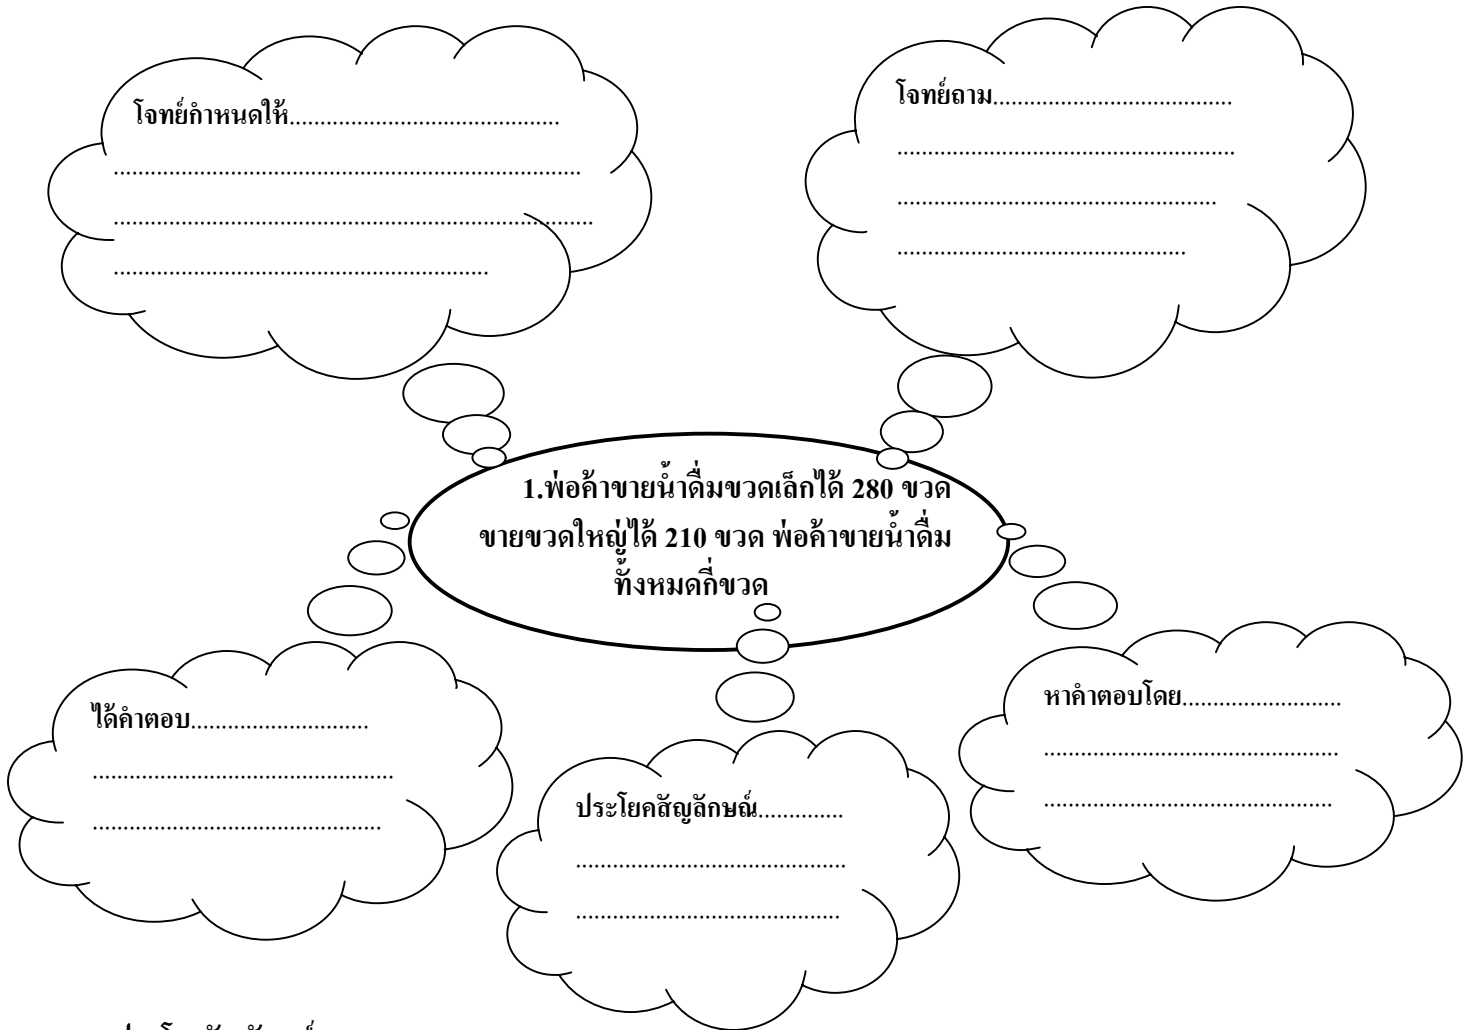 โจทย์กำหนดให้............................................
............................................................................
..............................................................................
.............................................................
โจทย์ถาม.......................................
.......................................................
....................................................
...............................................
1.พ่อค้าขายน้ำดื่มขวดเล็กได้ 280 ขวด
ขายขวดใหญ่ได้ 210 ขวด พ่อค้าขายน้ำดื่ม
ทั้งหมดกี่ขวด
ได้คำตอบ.............................
.................................................
...............................................
ประโยคสัญลักษณ์..............
............................................
...........................................
หาคำตอบโดย..........................
................................................
...............................................